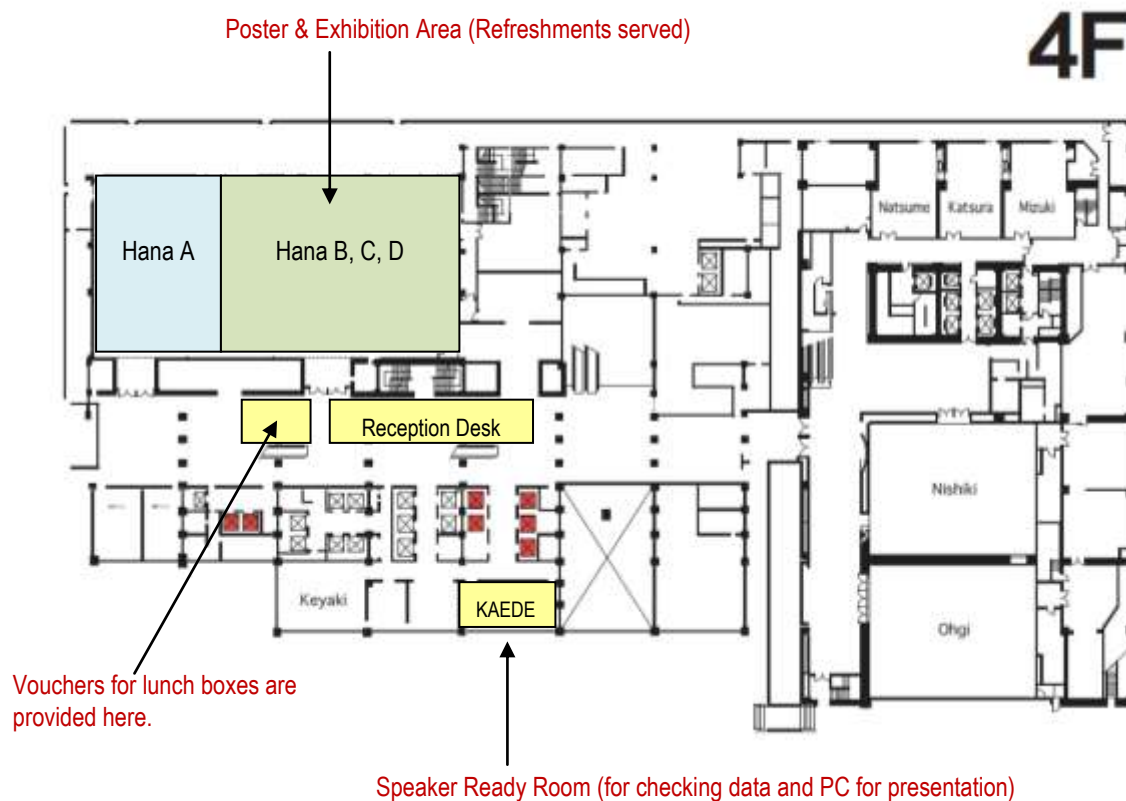 Poster & Exhibition Area (Refreshments served)
4F
Natsume
Katsura
Mizuki
Hana A
Hana B, C, D
Reception Desk
Nishiki
Keyaki
KAEDE
Ohgi
Vouchers for lunch boxes are
provided here.
Speaker Ready Room (for checking data and PC for presentation)